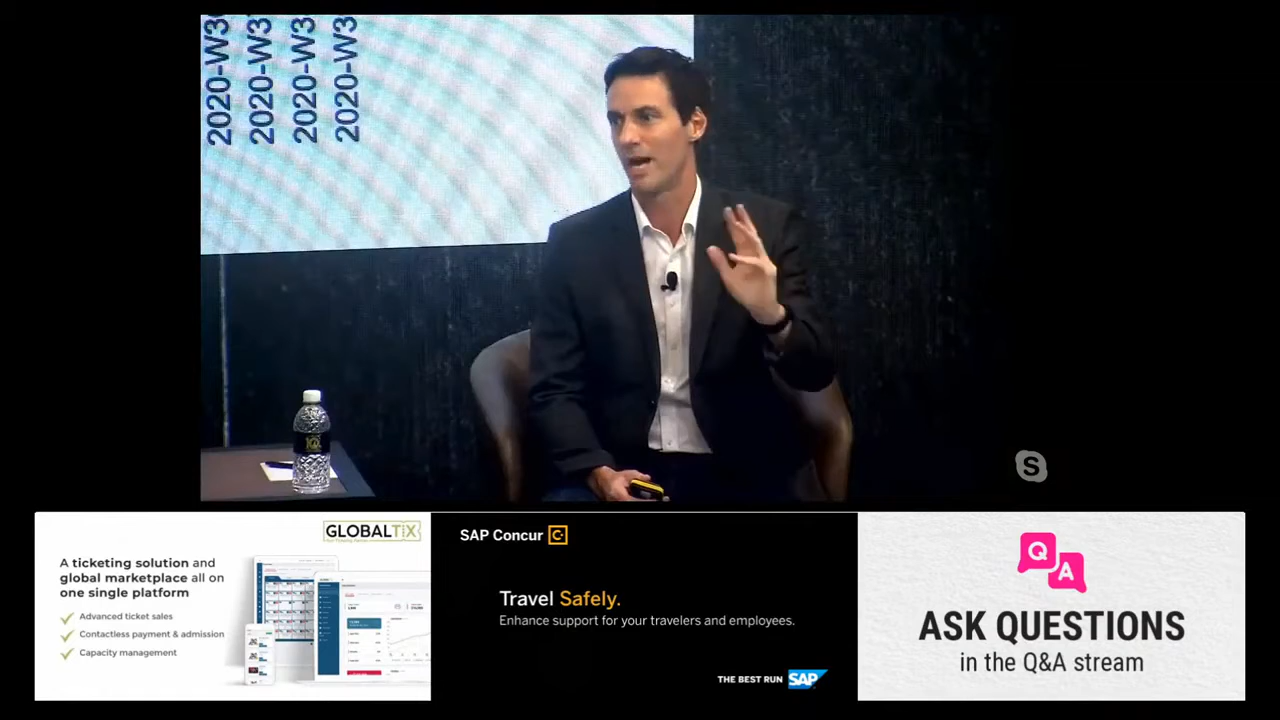 2020-W3
2020-W3
2020-W3
2020-W3
S
GLOBALTIX
A ticketing solution and
global marketplace all on
one single platform
Advanced ticket sales
Contactless payment & admission
Capacity management
SAP Concur C
Travel Safely.
Enhance support for your travelers and employees.
THE BEST RUN SAP
Q
A
ASK QUESTIONS
in the Q&A stream